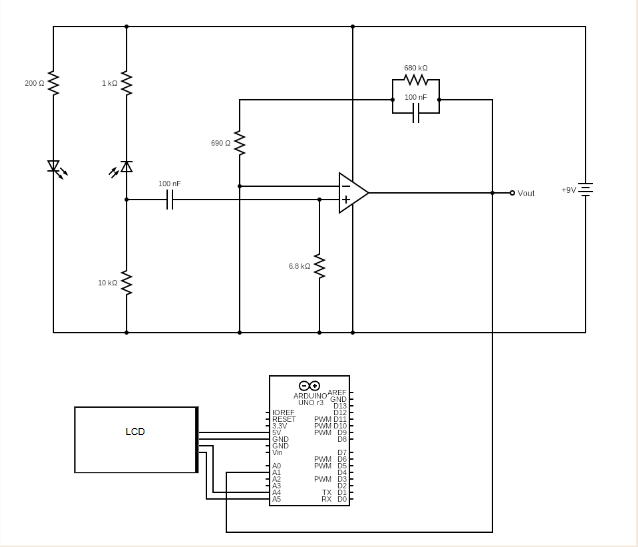 680 kΩ
200 Ω
1 kΩ
100 nF
690 Ω
100 nF
+9V
Vout
6.8 kΩ
10 kΩ
LCD
ARDUINO
UNO r3
IOREF
RESET
3.3V
5V
GND
GND
Vin
A0
A1
A2
A3
A4
A5
AREF
GND
D13
D12
PWM D11
PWM D10
PWM D9
D8
D7
PWM D6
PWM D5
D4
PWM D3
D2
TX D1
RX D0